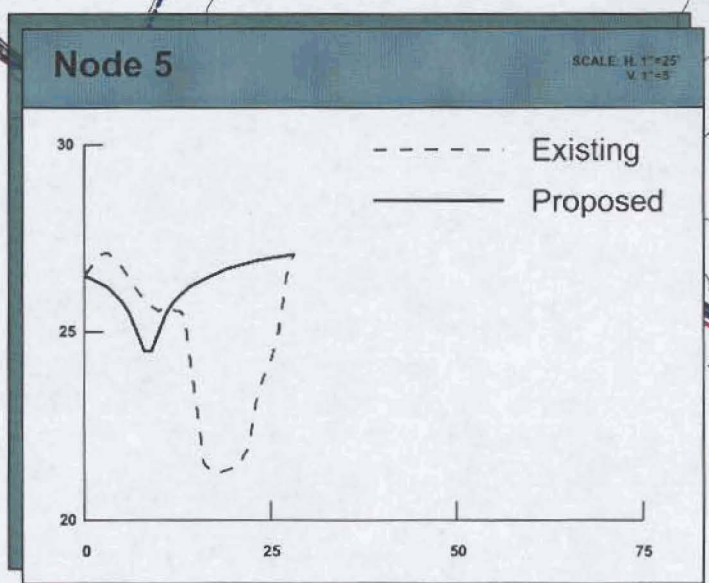 Node 5
SCALE: H. 1"=25'
V. 1"=5'
30
Existing
Proposed
25
20
0 25 50 75